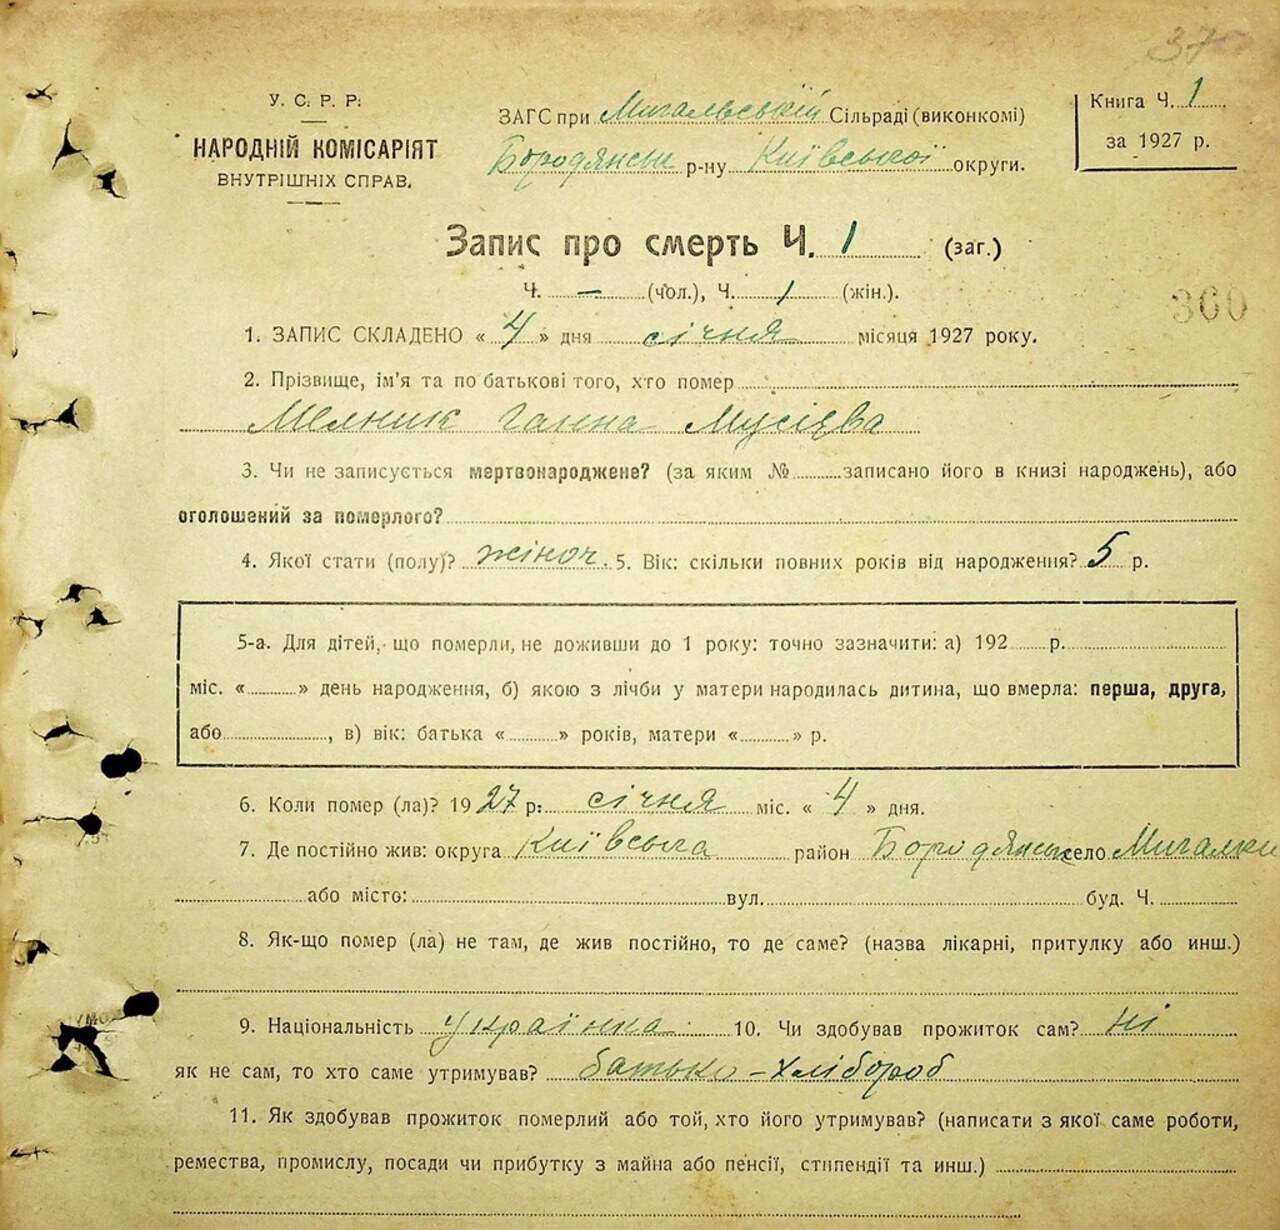 37
У. С. Р. Р.
НАРОДНІЙ КОМІСАРІЯТ
ВНУТРІШНІХ СПРАВ.
ЗАГС при Мигальській Сільраді (виконкомі)
Бородянськ р-ну Київської округи.
Книга Ч. 1
за 1927 р.
Запис про смерть Ч. 1 (заг.)
Ч. — (чол.), Ч. 1 (жін.).
360
1. ЗАПИС СКЛАДЕНО « 4 » дня січня місяця 1927 року.
2. Прізвище, ім'я та по батькові того, хто помер
Мелник Ганна Мусієва
3. Чи не записується мертвонароджене? (за яким № записано його в книзі народжень), або
оголошений за померлого?
4. Якої стати (полу)? жіноч. 5. Вік: скільки повних років від народження? 5 р.
5-а. Для дітей, що померли, не доживши до 1 року: точно зазначити: а) 192 р.
міс. « » день народження, б) якою з лічби у матери народилась дитина, що вмерла: перша, друга,
або , в) вік: батька « » років, матери « » р.
6. Коли помер (ла)? 19 27 р: січня міс. « 4 » дня.
7. Де постійно жив: округа Київська район Бородянськ село Мигалки
або місто: вул. буд. Ч.
8. Як-що помер (ла) не там, де жив постійно, то де саме? (назва лікарні, притулку або инш.)
9. Національність українка 10. Чи здобував прожиток сам? ні
як не сам, то хто саме утримував? батько - хлібороб
11. Як здобував прожиток померлий або той, хто його утримував? (написати з якої саме роботи,
ремества, промислу, посади чи прибутку з майна або пенсії, стипендії та инш.)